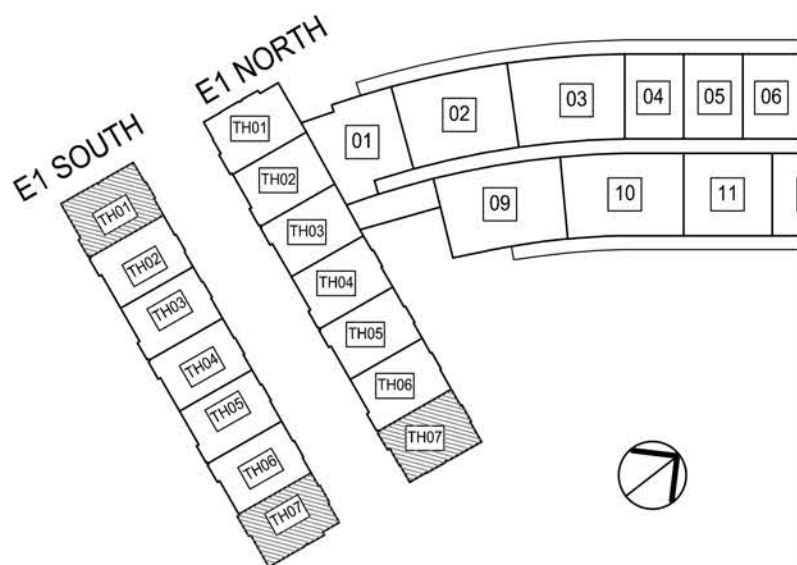 E1 NORTH
E1 SOUTH
TH01
TH02
TH03
TH04
TH05
TH06
TH07
TH01
TH02
TH03
TH04
TH05
TH06
TH07
01
02
03
04
05
06
09
10
11